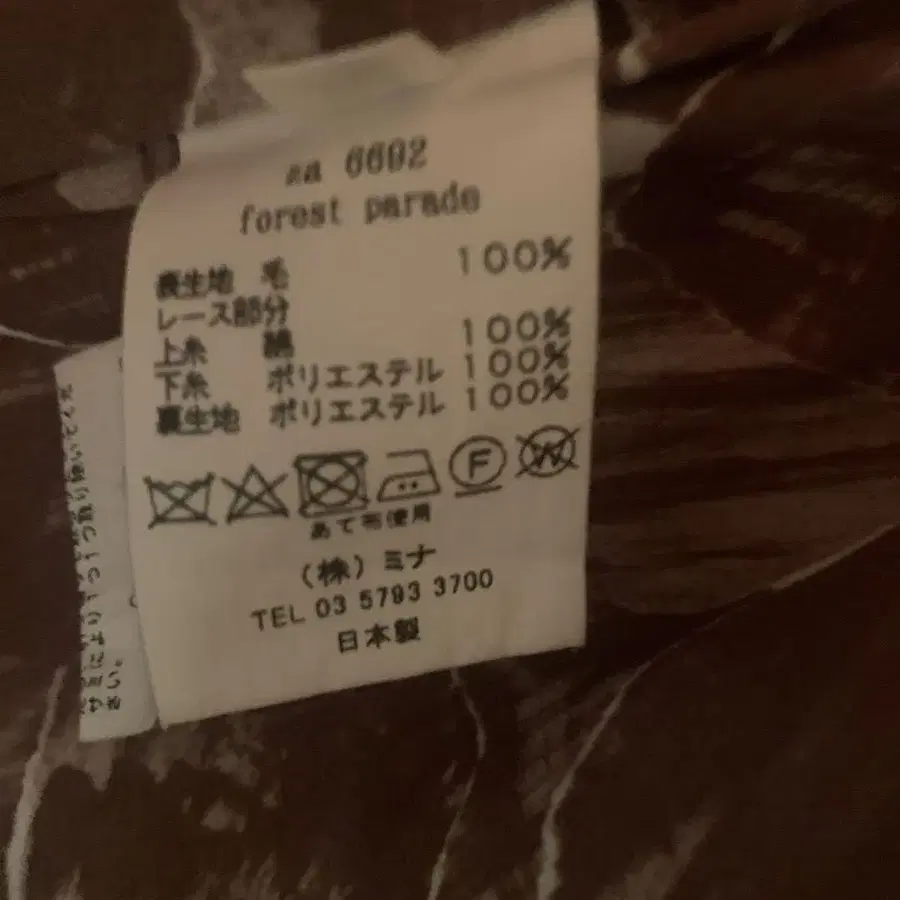 aa 6692
forest parade
表生地 毛 100%
レース部分
上糸 綿 100%
下糸 ポリエステル 100%
裏生地 ポリエステル 100%
F W
あて布使用
(株)ミナ
TEL 03 5793 3700
日本製